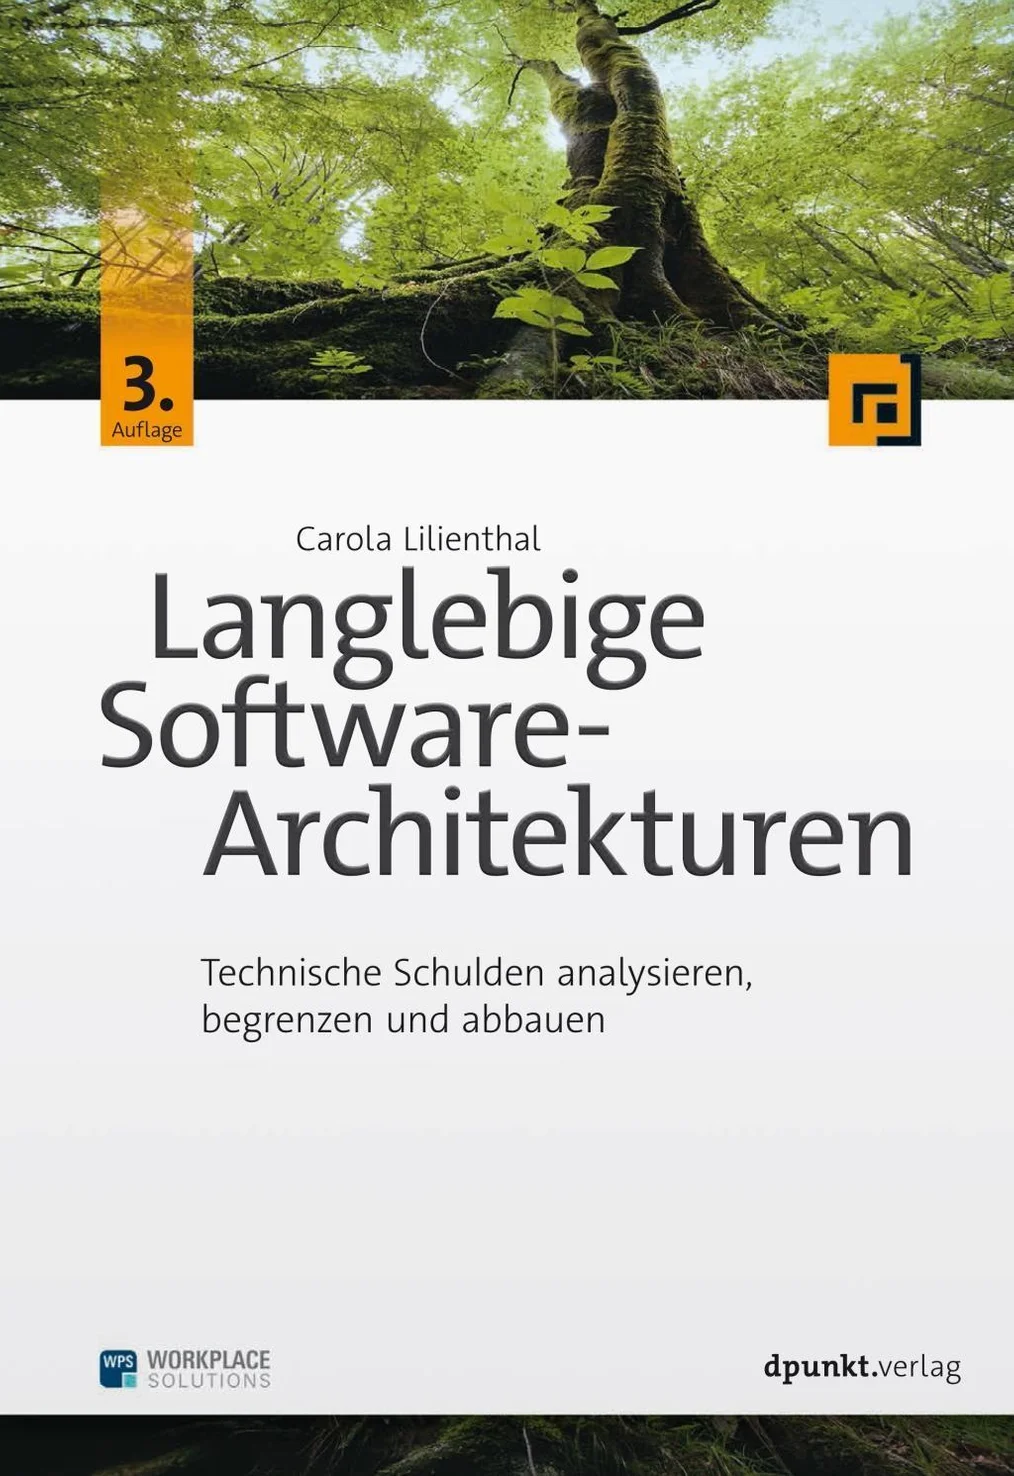 3.
Auflage
Carola Lilienthal
Langlebige
Software-
Architekturen
Technische Schulden analysieren,
begrenzen und abbauen
WPS WORKPLACE
SOLUTIONS
dpunkt.verlag